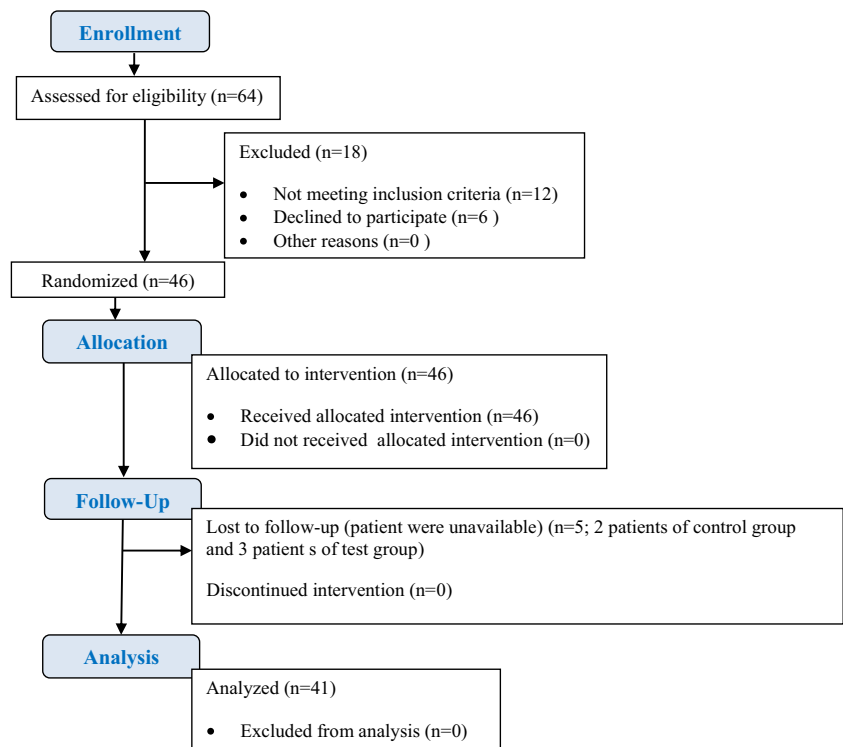 Enrollment
Assessed for eligibility (n=64)
Excluded (n=18)
• Not meeting inclusion criteria (n=12)
• Declined to participate (n=6 )
• Other reasons (n=0 )
Randomized (n=46)
Allocation
Allocated to intervention (n=46)
• Received allocated intervention (n=46)
• Did not received allocated intervention (n=0)
Follow-Up
Lost to follow-up (patient were unavailable) (n=5; 2 patients of control group
and 3 patient s of test group)
Discontinued intervention (n=0)
Analysis
Analyzed (n=41)
• Excluded from analysis (n=0)